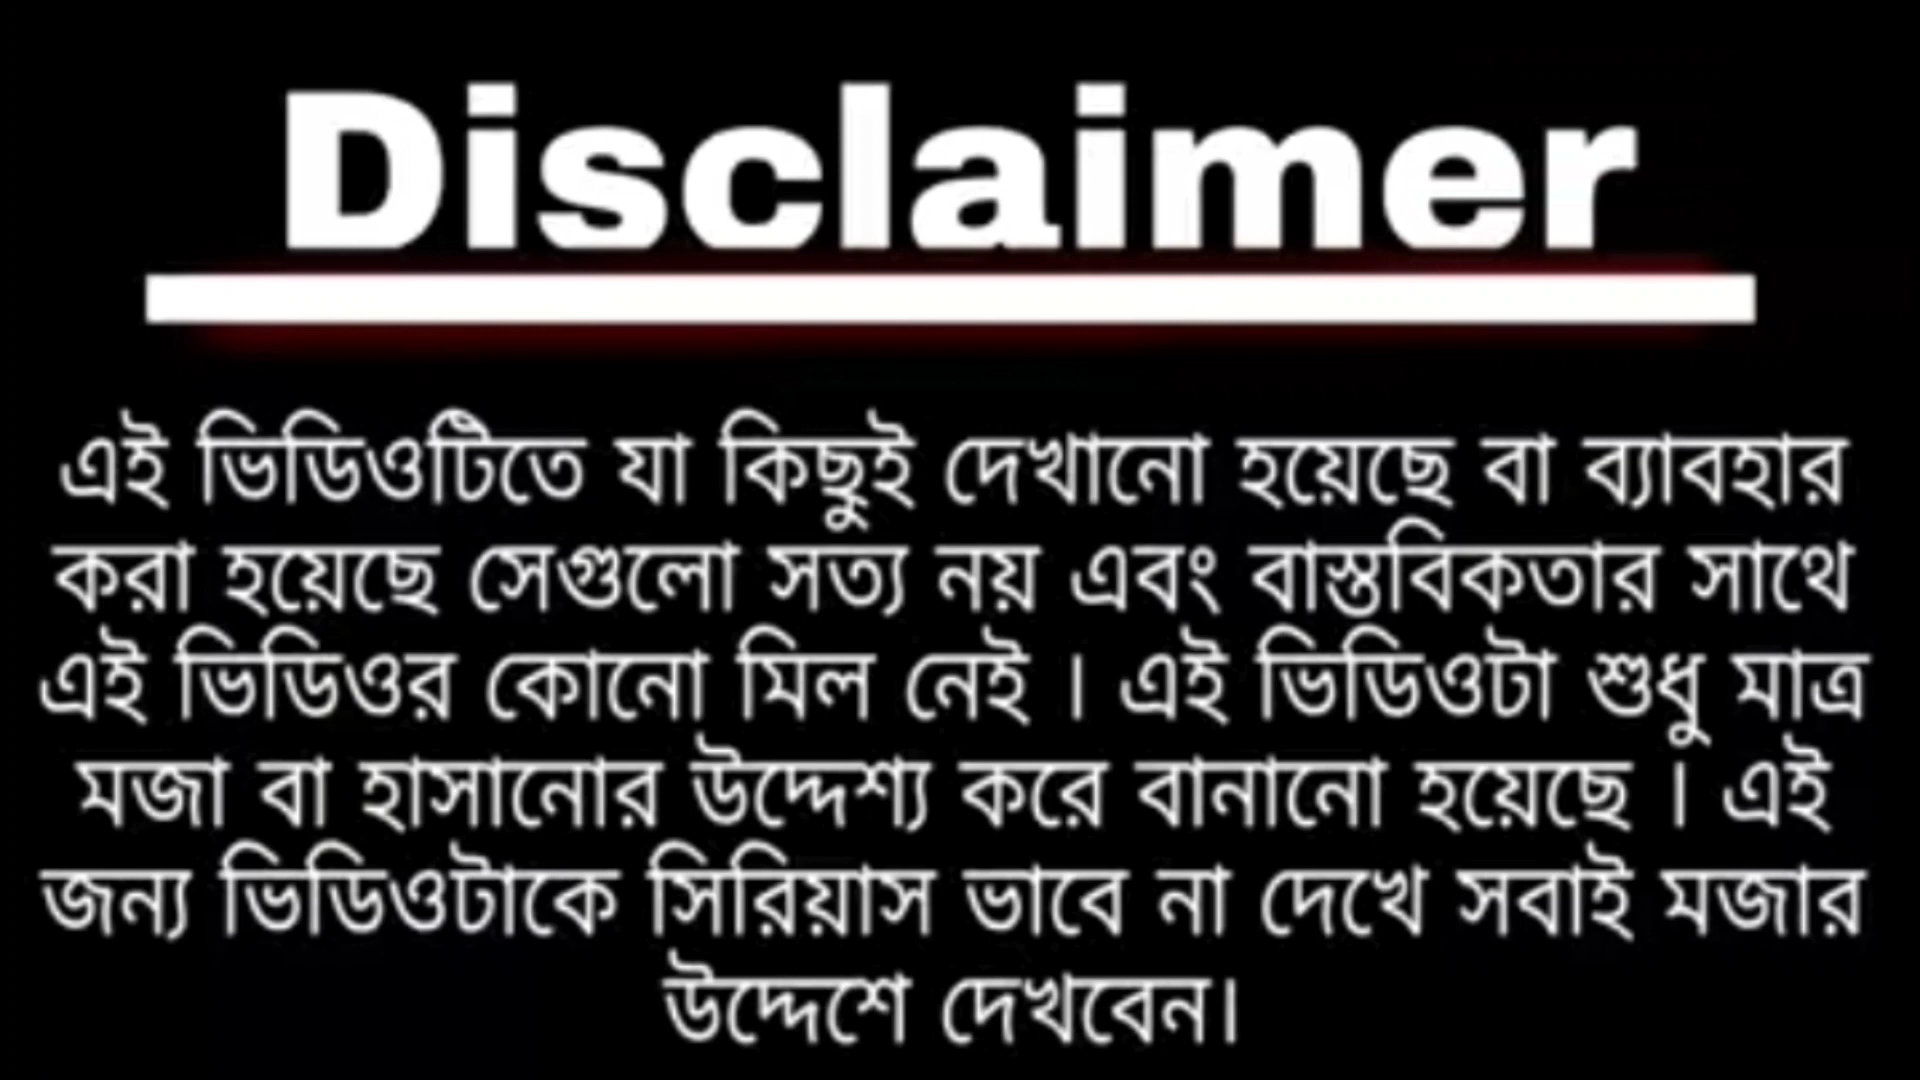 Disclaimer
এই ভিডিওটিতে যা কিছুই দেখানো হয়েছে বা ব্যাবহার
করা হয়েছে সেগুলো সত্য নয় এবং বাস্তবিকতার সাথে
এই ভিডিওর কোনো মিল নেই । এই ভিডিওটা শুধু মাত্র
মজা বা হাসানোর উদ্দেশ্য করে বানানো হয়েছে । এই
জন্য ভিডিওটাকে সিরিয়াস ভাবে না দেখে সবাই মজার
উদ্দেশে দেখবেন।